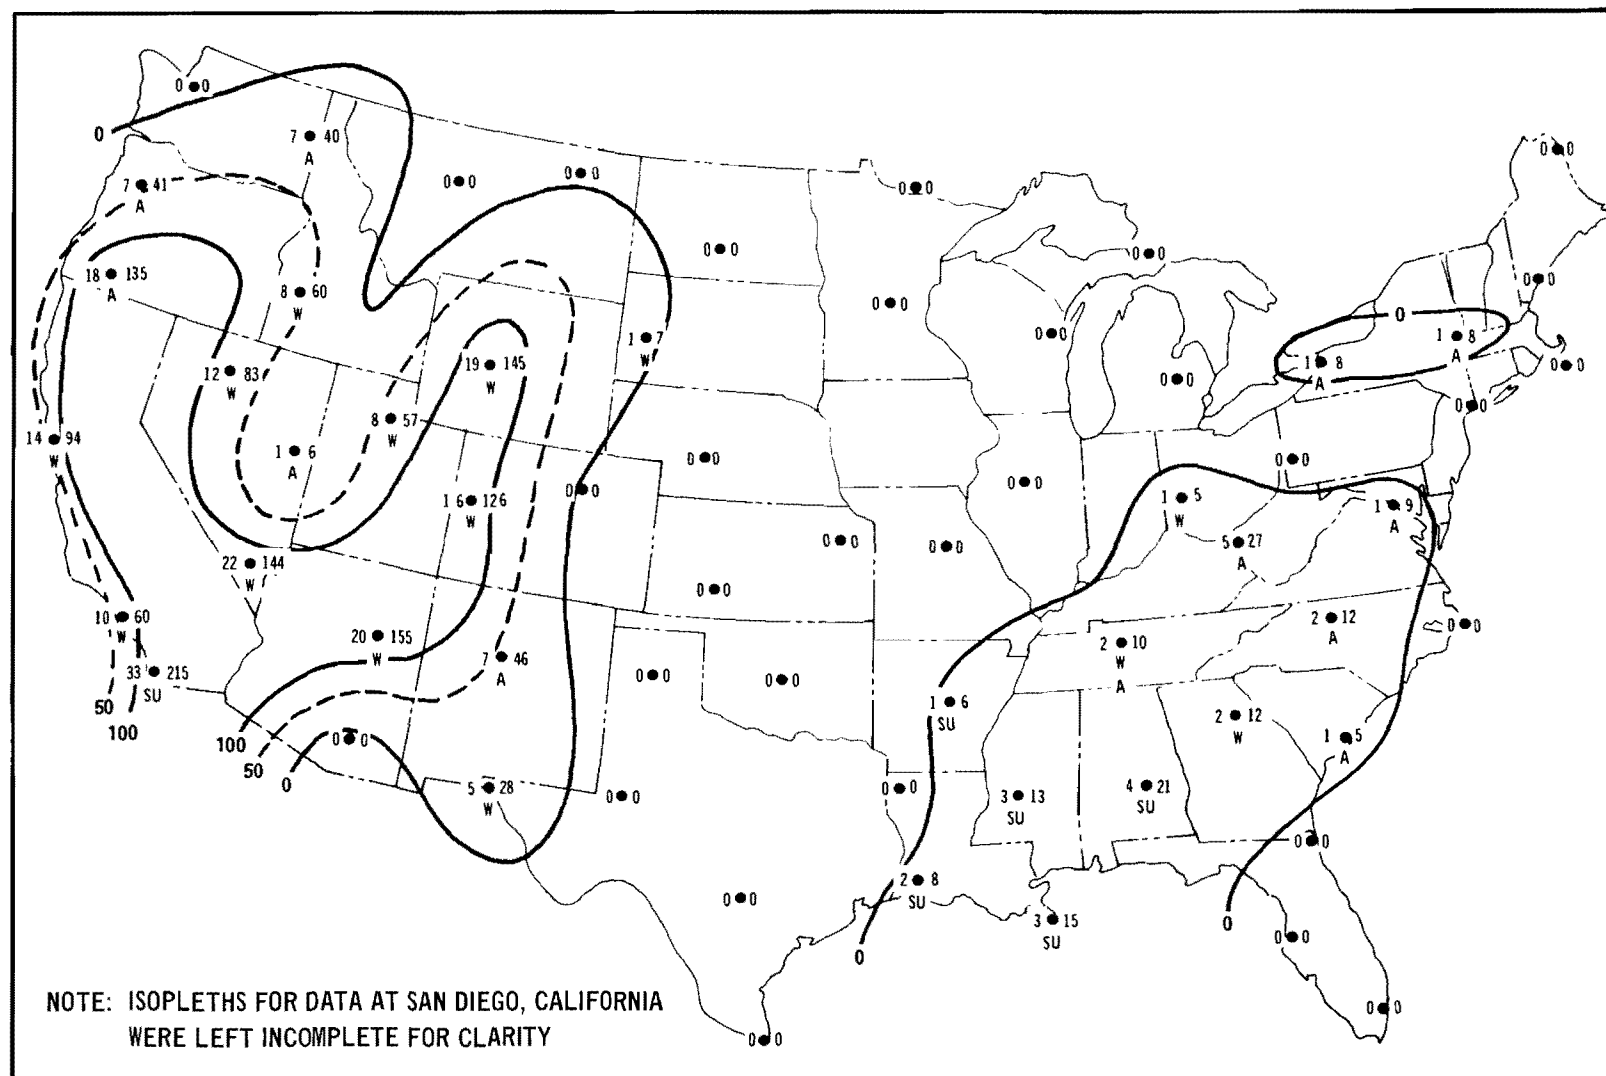 0 0
0
7 40
A
7 41
A
0 0
0 0
0 0
0 0
0 0
0 0
0 0
0 0
18 135
A
8 60
W
0 0
0 0
1 7
W
0
1 8
A
1 8
A
0 0
12 83
W
19 145
W
0 0
8 57
W
0 0
14 94
W
1 6
A
0 0
0 0
0 0
16 126
W
0 0
1 5
W
1 9
A
22 144
W
0 0
0 0
5 27
A
0 0
10 60
W
20 155
W
2 10
W
A
2 12
A
0 0
33 215
SU
7 46
A
0 0
0 0
50
100
1 6
SU
2 12
W
1 5
A
100
50
0
0 0
5 28
W
0 0
0 0
3 13
SU
4 21
SU
0 0
2 8
SU
0 0
3 15
SU
0
0
0 0
0 0
0 0
NOTE: ISOPLETHS FOR DATA AT SAN DIEGO, CALIFORNIA
WERE LEFT INCOMPLETE FOR CLARITY